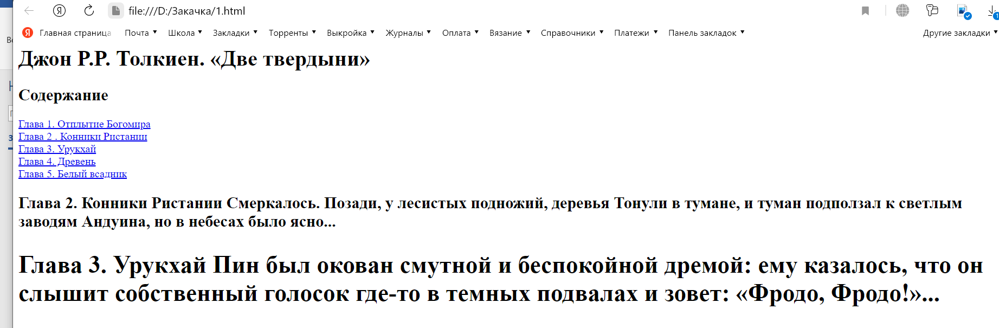 file:///D:/Закачка/1.html
Я Главная страница Почта Школа Закладки Торренты Выкройка Журналы Оплата Вязание Справочники Платежи Панель закладок Другие закладки
Джон Р.Р. Толкиен. «Две твердыни»
Содержание
Глава 1. Отплытие Богомира
Глава 2 . Конники Ристании
Глава 3. Урукхай
Глава 4. Древень
Глава 5. Белый всадник
Глава 2. Конники Ристании Смеркалось. Позади, у лесистых подножий, деревья Тонули в тумане, и туман подползал к светлым
заводям Андуина, но в небесах было ясно...
Глава 3. Урукхай Пин был окован смутной и беспокойной дремой: ему казалось, что он
слышит собственный голосок где-то в темных подвалах и зовет: «Фродо, Фродо!»...